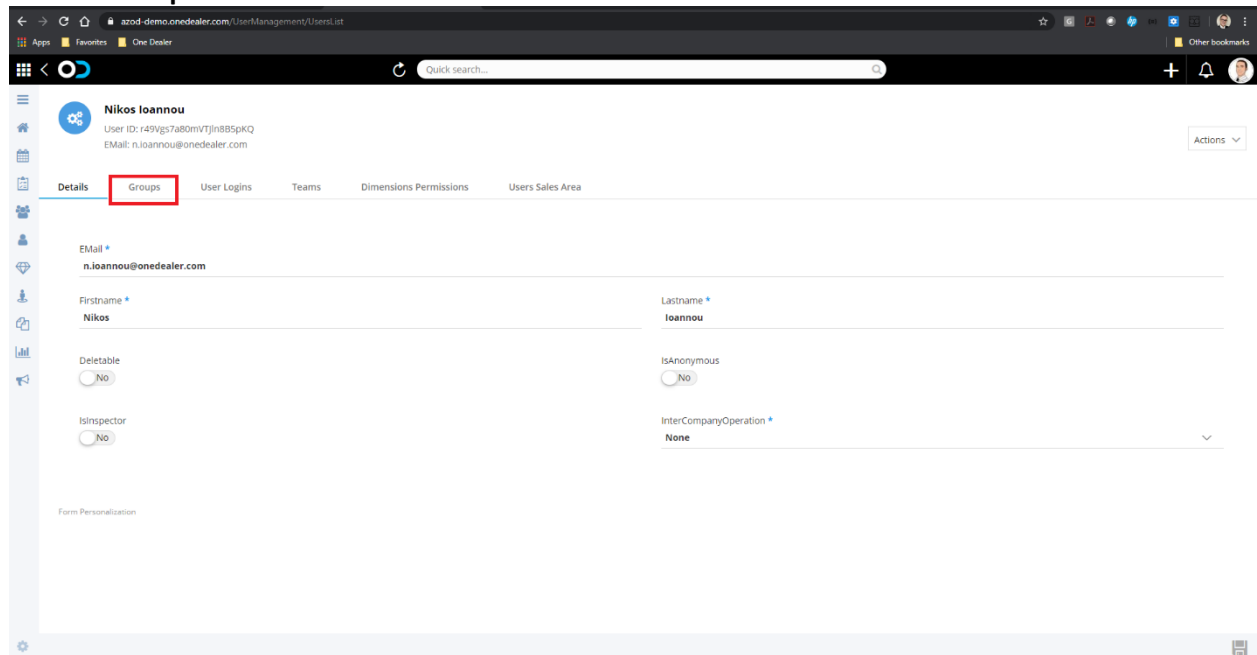 azod-demo.onedealer.com/UserManagement/UsersList
Apps Favorites One Dealer Other bookmarks
Quick search...
Nikos Ioannou
User ID: r49Vgs7a80mVTJln8B5pKQ
EMail: n.ioannou@onedealer.com
Actions
Details Groups User Logins Teams Dimensions Permissions Users Sales Area
EMail *
n.ioannou@onedealer.com
Firstname * Lastname *
Nikos Ioannou
Deletable IsAnonymous
No No
IsInspector InterCompanyOperation *
No None
Form Personalization